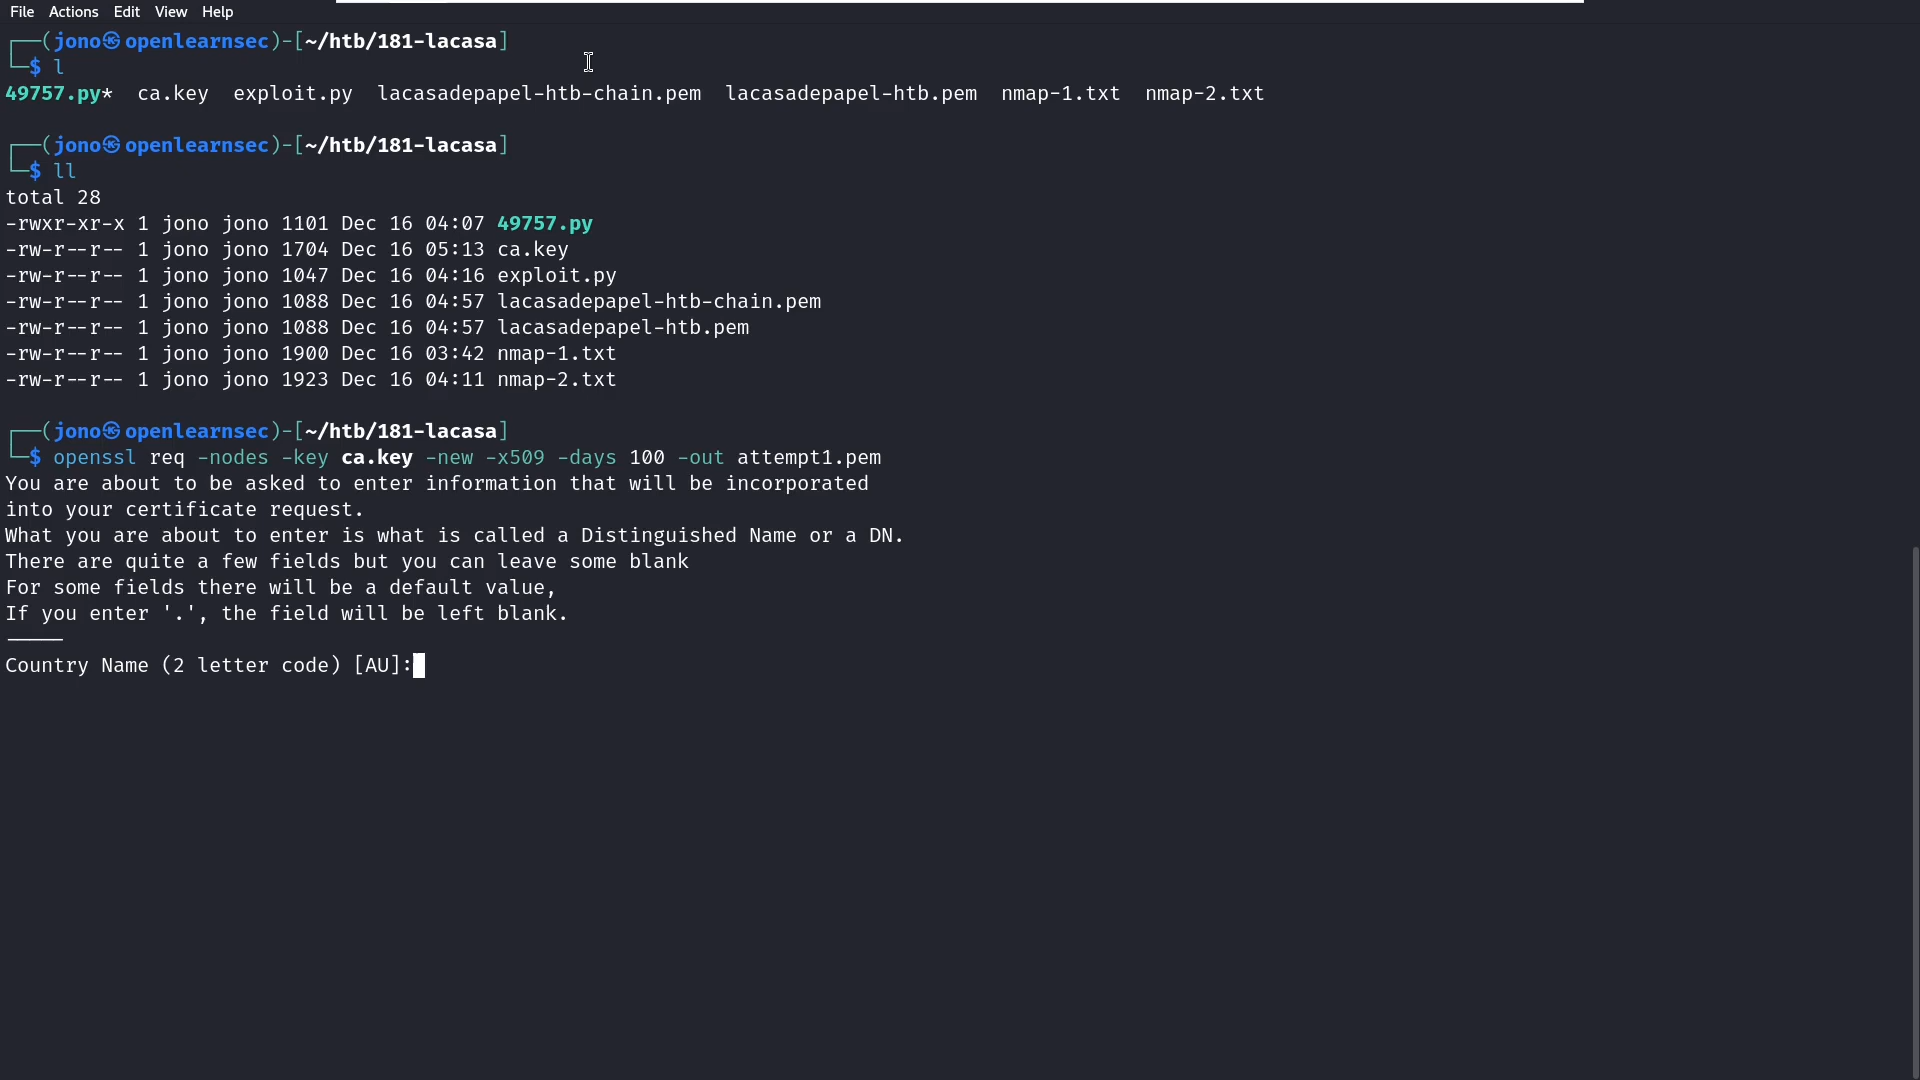 File Actions Edit View Help
┌──(jono㉿openlearnsec)-[~/htb/181-lacasa]
└─$ l
49757.py* ca.key exploit.py lacasadepapel-htb-chain.pem lacasadepapel-htb.pem nmap-1.txt nmap-2.txt
┌──(jono㉿openlearnsec)-[~/htb/181-lacasa]
└─$ ll
total 28
-rwxr-xr-x 1 jono jono 1101 Dec 16 04:07 49757.py
-rw-r--r-- 1 jono jono 1704 Dec 16 05:13 ca.key
-rw-r--r-- 1 jono jono 1047 Dec 16 04:16 exploit.py
-rw-r--r-- 1 jono jono 1088 Dec 16 04:57 lacasadepapel-htb-chain.pem
-rw-r--r-- 1 jono jono 1088 Dec 16 04:57 lacasadepapel-htb.pem
-rw-r--r-- 1 jono jono 1900 Dec 16 03:42 nmap-1.txt
-rw-r--r-- 1 jono jono 1923 Dec 16 04:11 nmap-2.txt
┌──(jono㉿openlearnsec)-[~/htb/181-lacasa]
└─$ openssl req -nodes -key ca.key -new -x509 -days 100 -out attempt1.pem
You are about to be asked to enter information that will be incorporated
into your certificate request.
What you are about to enter is what is called a Distinguished Name or a DN.
There are quite a few fields but you can leave some blank
For some fields there will be a default value,
If you enter '.', the field will be left blank.
-----
Country Name (2 letter code) [AU]: